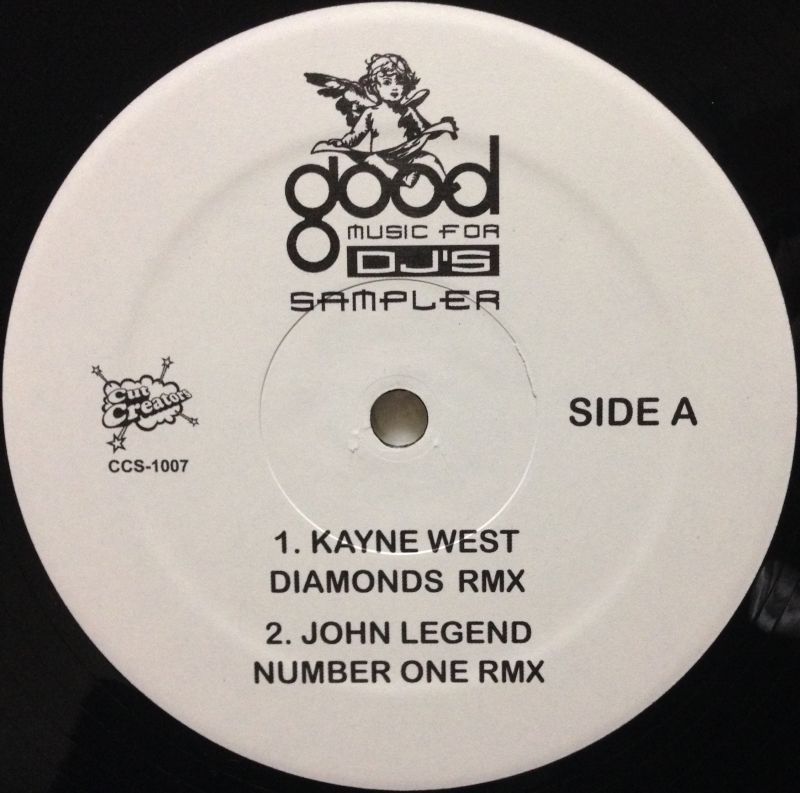 good
MUSIC FOR
DJ'S
SAMPLER
Cut
Creators
CCS-1007
SIDE A
1. KAYNE WEST
DIAMONDS RMX
2. JOHN LEGEND
NUMBER ONE RMX